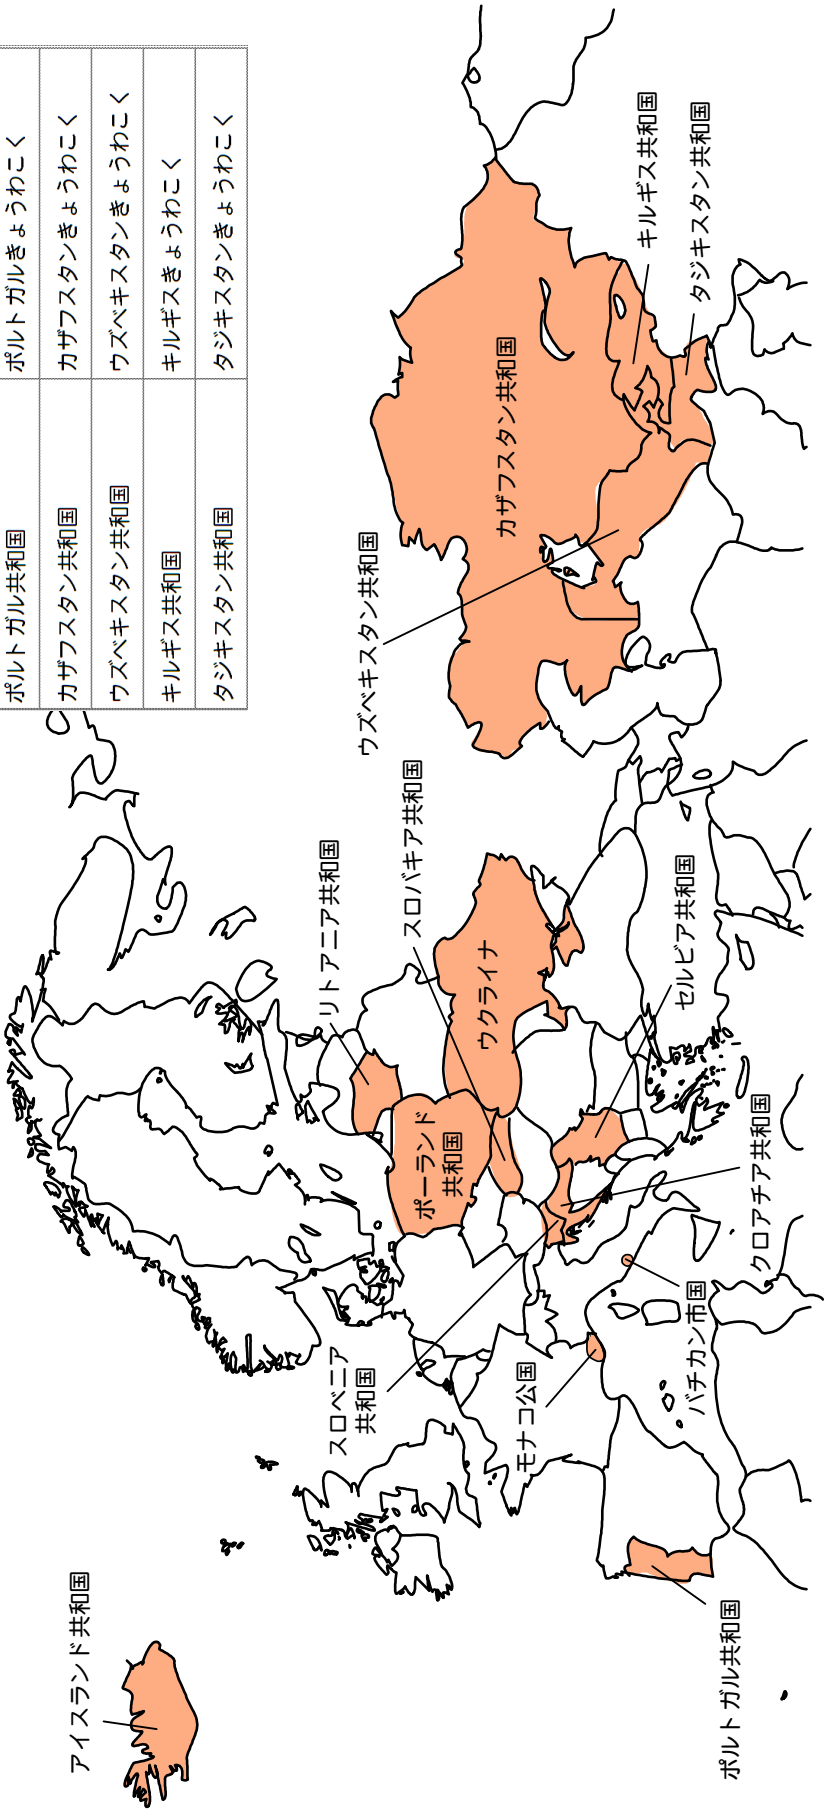 ポルトガル共和国 ポルトガルきょうわこく
カザフスタン共和国 カザフスタンきょうわこく
ウズベキスタン共和国 ウズベキスタンきょうわこく
キルギス共和国 キルギスきょうわこく
タジキスタン共和国 タジキスタンきょうわこく
アイスランド共和国
リトアニア共和国
ウズベキスタン共和国
スロバキア共和国
カザフスタン共和国
キルギス共和国
タジキスタン共和国
ウクライナ
ポーランド
共和国
スロベニア
共和国
セルビア共和国
モナコ公国
バチカン市国
クロアチア共和国
ポルトガル共和国